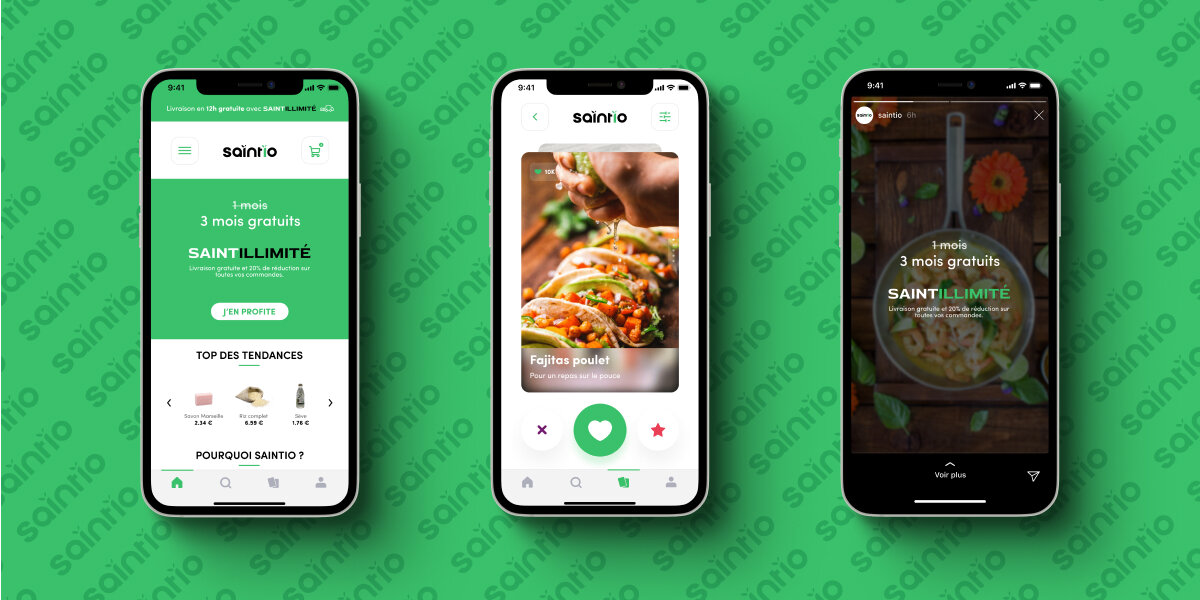 9:41
Livraison en 12h gratuite avec SAINTILLIMITÉ
saintio
1 mois
3 mois gratuits
SAINTILLIMITÉ
Livraison gratuite et 20% de réduction sur
toutes vos commandes.
J'EN PROFITE
TOP DES TENDANCES
Savon Marseille
2.34 €
Riz complet
6.59 €
Sève
1.76 €
POURQUOI SAINTIO ?
9:41
saintio
10K
Fajitas poulet
Pour un repas sur le pouce
9:41
saintio
saintio 6h
1 mois
3 mois gratuits
SAINTILLIMITÉ
Livraison gratuite et 20% de réduction sur
toutes vos commandes.
Voir plus